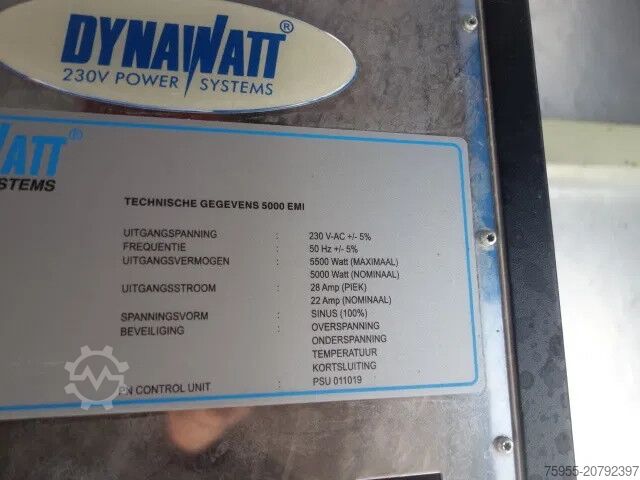 DYNAWATT®
230V POWER SYSTEMS
WATT®
STEMS
TECHNISCHE GEGEVENS 5000 EMI
UITGANGSPANNING : 230 V-AC +/- 5%
FREQUENTIE : 50 Hz +/- 5%
UITGANGSVERMOGEN : 5500 Watt (MAXIMAAL)
5000 Watt (NOMINAAL)
UITGANGSSTROOM : 28 Amp (PIEK)
22 Amp (NOMINAAL)
SPANNINGSVORM : SINUS (100%)
BEVEILIGING : OVERSPANNING
ONDERSPANNING
TEMPERATUUR
KORTSLUITING
PN CONTROL UNIT : PSU 011019
75955-20792397